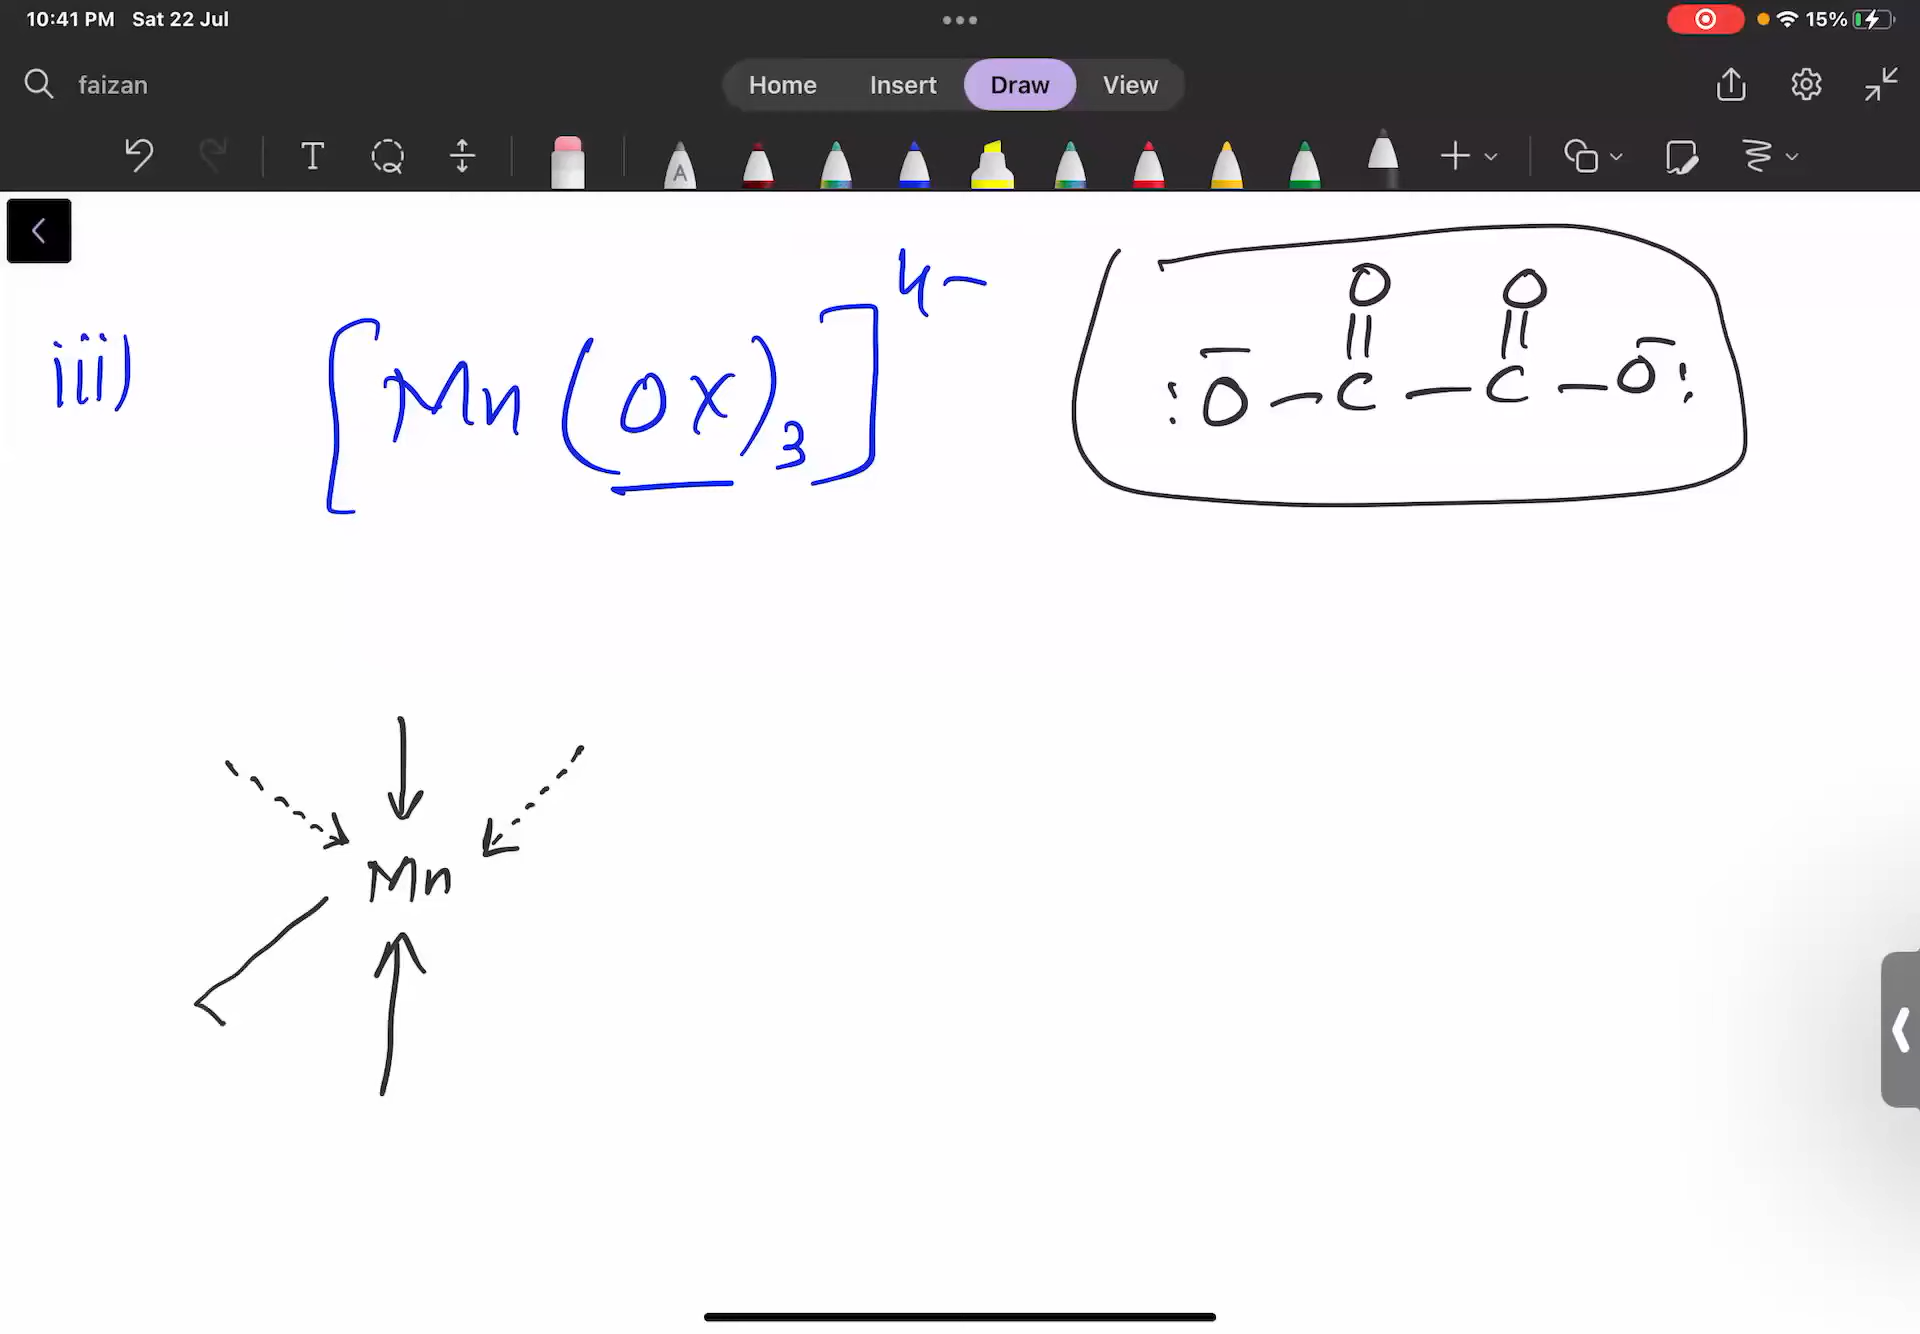 10:41 PM Sat 22 Jul
15%
faizan
Home Insert Draw View
T
A
iii) [Mn(OX)₃]⁴⁻
O O
|| ||
:O⁻ – C – C – O⁻:
Mn